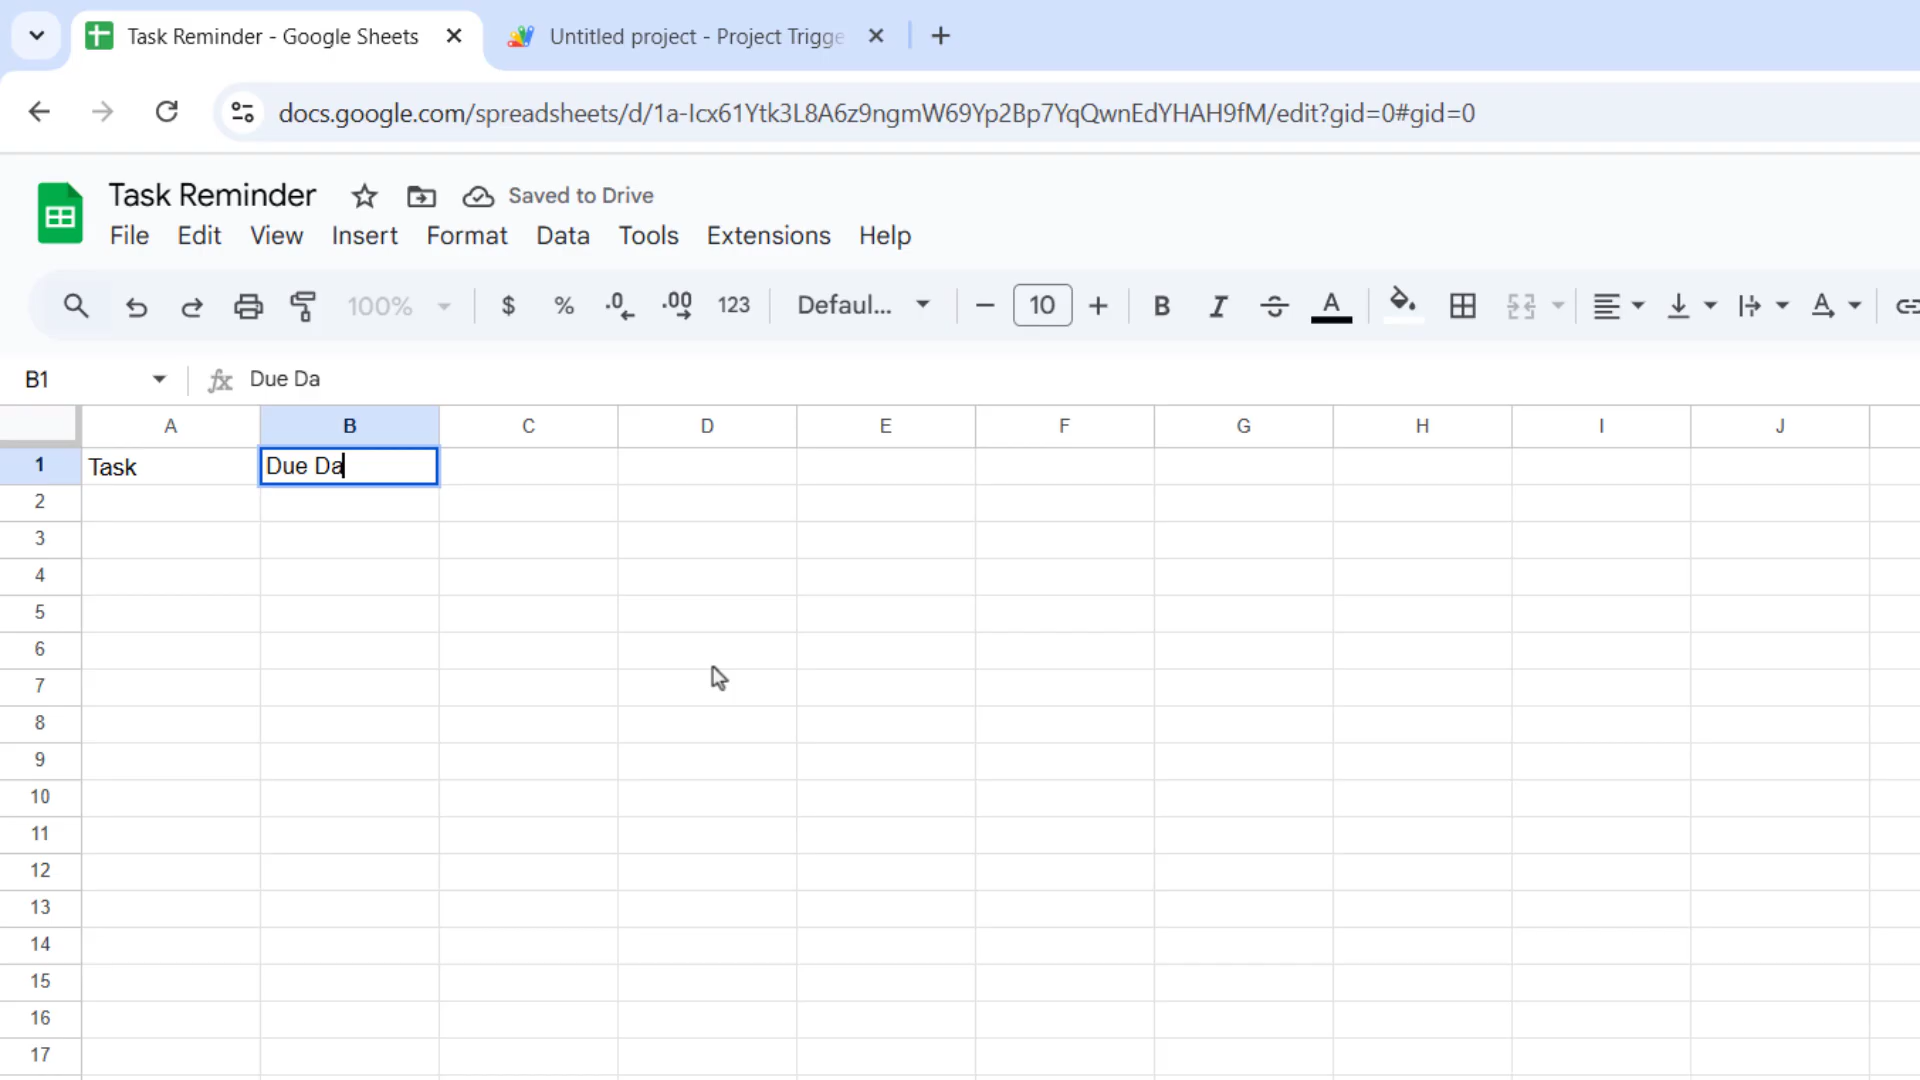 Task Reminder - Google Sheets
Untitled project - Project Trigge
docs.google.com/spreadsheets/d/1a-Icx61Ytk3L8A6z9ngmW69Yp2Bp7YqQwnEdYHAH9fM/edit?gid=0#gid=0
Task Reminder Saved to Drive
File Edit View Insert Format Data Tools Extensions Help
100% $ % .0 .00 123 Defaul... 10 B I S A A
B1 fx Due Da
A B C D E F G H I J
1 Task Due Da
2
3
4
5
6
7
8
9
10
11
12
13
14
15
16
17